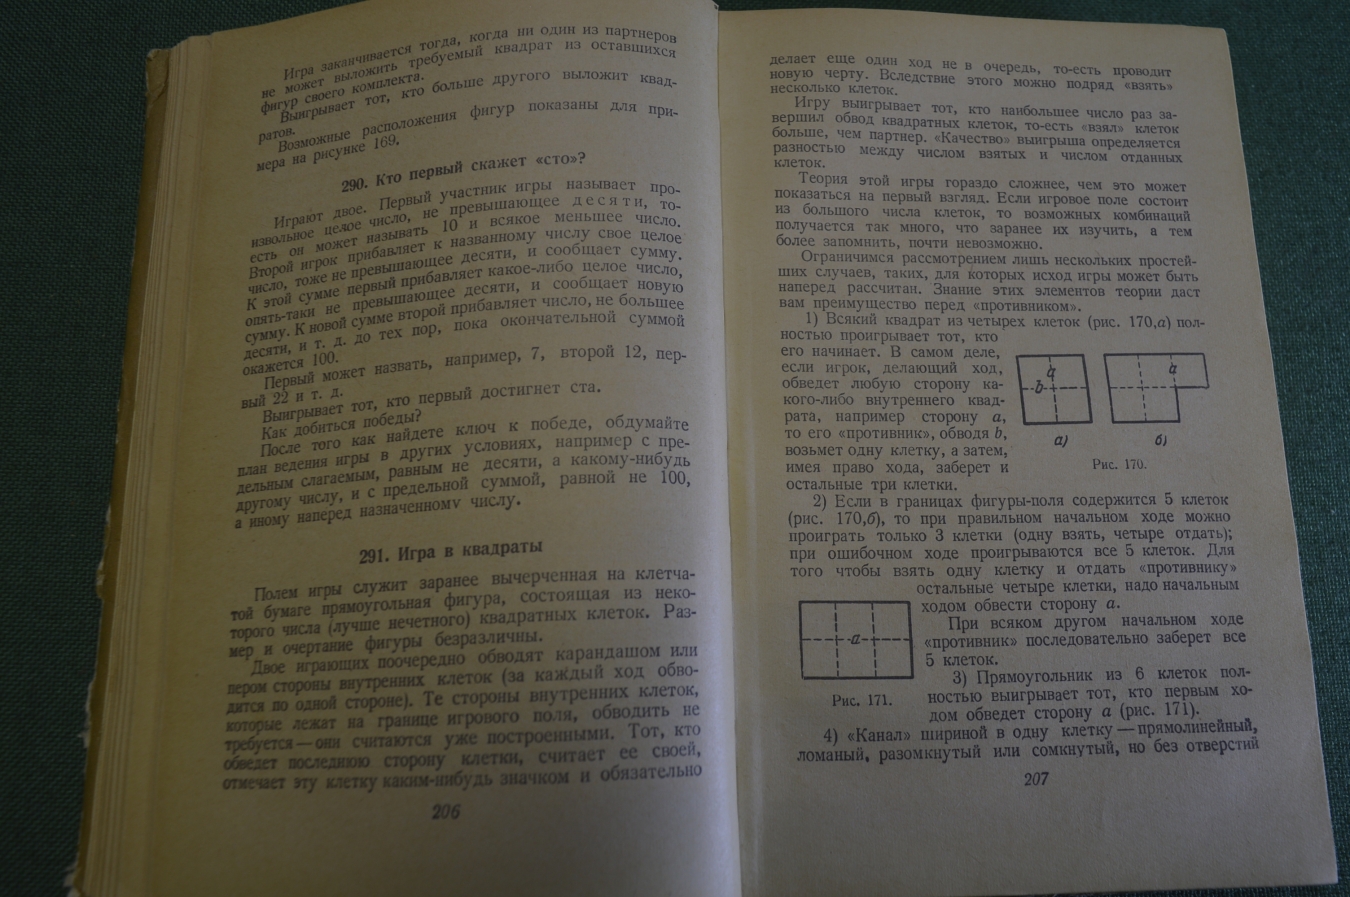 Игра заканчивается тогда, когда ни один из партнеров
не может выложить требуемый квадрат из оставшихся
фигур своего комплекта.
Выигрывает тот, кто больше другого выложит квад-
ратов.
Возможные расположения фигур показаны для при-
мера на рисунке 169.
290. Кто первый скажет «сто»?
Играют двое. Первый участник игры называет про-
извольное целое число, не превышающее десяти, то-
есть он может называть 10 и всякое меньшее число.
Второй игрок прибавляет к названному числу свое целое
число, тоже не превышающее десяти, и сообщает сумму.
К этой сумме первый прибавляет какое-либо целое число,
опять-таки не превышающее десяти, и сообщает новую
сумму. К новой сумме второй прибавляет число, не большее
десяти, и т. д. до тех пор, пока окончательной суммой
окажется 100.
Первый может назвать, например, 7, второй 12, пер-
вый 22 и т. д.
Выигрывает тот, кто первый достигнет ста.
Как добиться победы?
После того как найдете ключ к победе, обдумайте
план ведения игры в других условиях, например с пре-
дельным слагаемым, равным не десяти, а какому-нибудь
другому числу, и с предельной суммой, равной не 100,
а иному наперед назначенному числу.
291. Игра в квадраты
Полем игры служит заранее вычерченная на клетча-
той бумаге прямоугольная фигура, состоящая из неко-
торого числа (лучше нечетного) квадратных клеток. Раз-
мер и очертание фигуры безразличны.
Двое играющих поочередно обводят карандашом или
пером стороны внутренних клеток (за каждый ход обво-
дится по одной стороне). Те стороны внутренних клеток,
которые лежат на границе игрового поля, обводить не
требуется — они считаются уже построенными. Тот, кто
обведет последнюю сторону клетки, считает ее своей,
отмечает эту клетку каким-нибудь значком и обязательно
206
делает еще один ход не в очередь, то-есть проводит
новую черту. Вследствие этого можно подряд «взять»
несколько клеток.
Игру выигрывает тот, кто наибольшее число раз за-
вершил обвод квадратных клеток, то-есть «взял» клеток
больше, чем партнер. «Качество» выигрыша определяется
разностью между числом взятых и числом отданных
клеток.
Теория этой игры гораздо сложнее, чем это может
показаться на первый взгляд. Если игровое поле состоит
из большого числа клеток, то возможных комбинаций
получается так много, что заранее их изучить, а тем
более запомнить, почти невозможно.
Ограничимся рассмотрением лишь нескольких простей-
ших случаев, таких, для которых исход игры может быть
наперед рассчитан. Знание этих элементов теории даст
вам преимущество перед «противником».
1) Всякий квадрат из четырех клеток (рис. 170,а) пол-
ностью проигрывает тот, кто
его начинает. В самом деле,
если игрок, делающий ход,
обведет любую сторону ка-
кого-либо внутреннего квад-
рата, например сторону а,
то его «противник», обводя b,
возьмет одну клетку, а затем,
имея право хода, заберет и
остальные три клетки.
a
b
a
а)
б)
Рис. 170.
2) Если в границах фигуры-поля содержится 5 клеток
(рис. 170,б), то при правильном начальном ходе можно
проиграть только 3 клетки (одну взять, четыре отдать);
при ошибочном ходе проигрываются все 5 клеток. Для
того чтобы взять одну клетку и отдать «противнику»
остальные четыре клетки, надо начальным
ходом обвести сторону а.
При всяком другом начальном ходе
«противник» последовательно заберет все
5 клеток.
a
Рис. 171.
3) Прямоугольник из 6 клеток пол-
ностью выигрывает тот, кто первым хо-
дом обведет сторону а (рис. 171).
4) «Канал» шириной в одну клетку — прямолинейный,
ломаный, разомкнутый или сомкнутый, но без отверстий
207